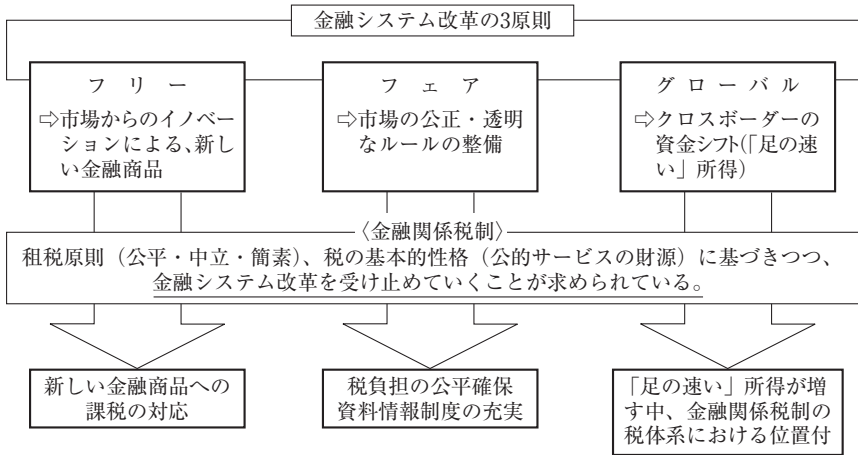 金融システム改革の3原則
フリー
⇨市場からのイノベー
ションによる、新し
い金融商品
フェア
⇨市場の公正・透明
なルールの整備
グローバル
⇨クロスボーダーの
資金シフト(「足の速
い」所得)
〈金融関係税制〉
租税原則（公平・中立・簡素）、税の基本的性格（公的サービスの財源）に基づきつつ、
金融システム改革を受け止めていくことが求められている。
新しい金融商品への
課税の対応
税負担の公平確保
資料情報制度の充実
「足の速い」所得が増
す中、金融関係税制の
税体系における位置付